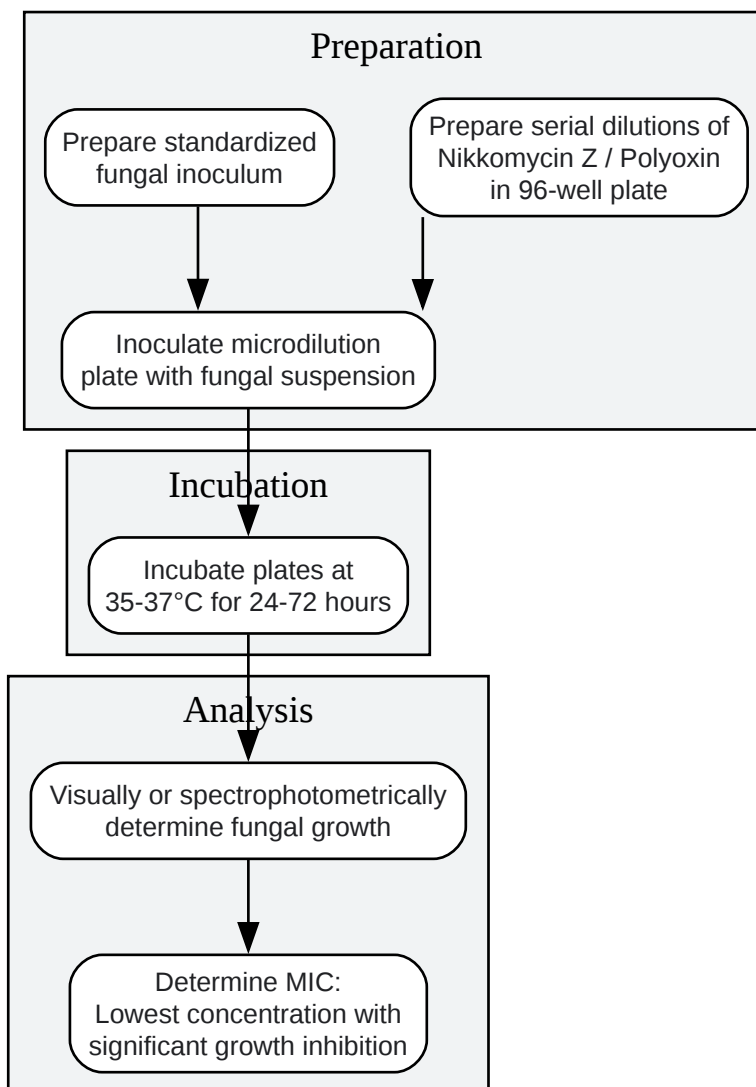 Preparation
Prepare standardized
fungal inoculum
Prepare serial dilutions of
Nikkomycin Z / Polyoxin
in 96-well plate
Inoculate microdilution
plate with fungal suspension
Incubation
Incubate plates at
35-37°C for 24-72 hours
Analysis
Visually or spectrophotometrically
determine fungal growth
Determine MIC:
Lowest concentration with
significant growth inhibition